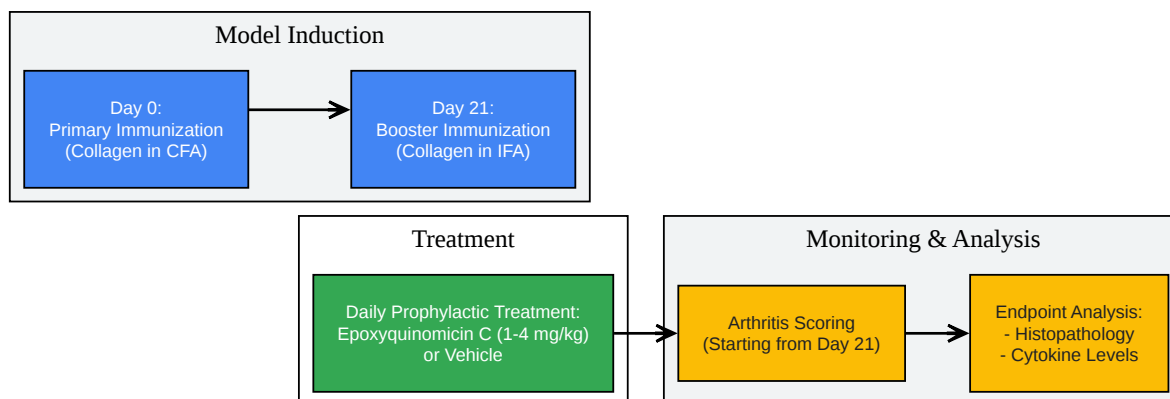 Model Induction
Day 0:
Primary Immunization
(Collagen in CFA)
Day 21:
Booster Immunization
(Collagen in IFA)
Treatment
Daily Prophylactic Treatment:
Epoxyquinomicin C (1-4 mg/kg)
or Vehicle
Monitoring & Analysis
Arthritis Scoring
(Starting from Day 21)
Endpoint Analysis:
- Histopathology
- Cytokine Levels